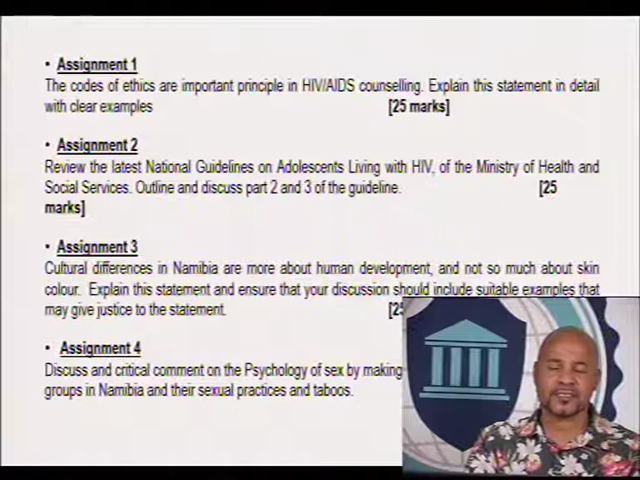 • Assignment 1
The codes of ethics are important principle in HIV/AIDS counselling. Explain this statement in detail
with clear examples [25 marks]
• Assignment 2
Review the latest National Guidelines on Adolescents Living with HIV, of the Ministry of Health and
Social Services. Outline and discuss part 2 and 3 of the guideline. [25
marks]
• Assignment 3
Cultural differences in Namibia are more about human development, and not so much about skin
colour. Explain this statement and ensure that your discussion should include suitable examples that
may give justice to the statement. [25
• Assignment 4
Discuss and critical comment on the Psychology of sex by making
groups in Namibia and their sexual practices and taboos.